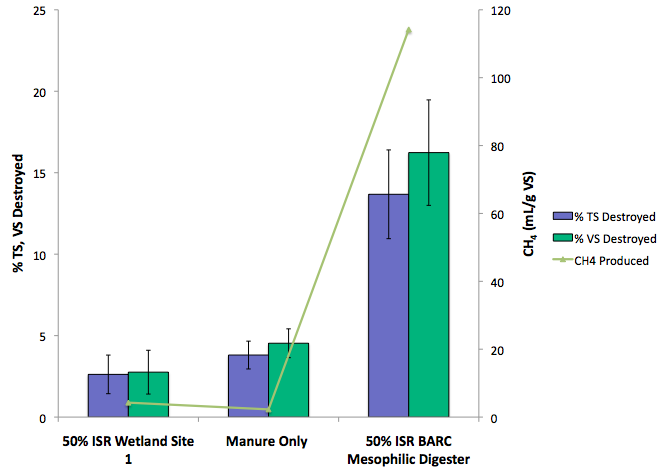 25
20
15
10
5
0
% TS, VS Destroyed
120
100
80
60
40
20
0
CH4 (mL/g VS)
50% ISR Wetland Site
1
Manure Only
50% ISR BARC
Mesophilic Digester
% TS Destroyed
% VS Destroyed
CH4 Produced